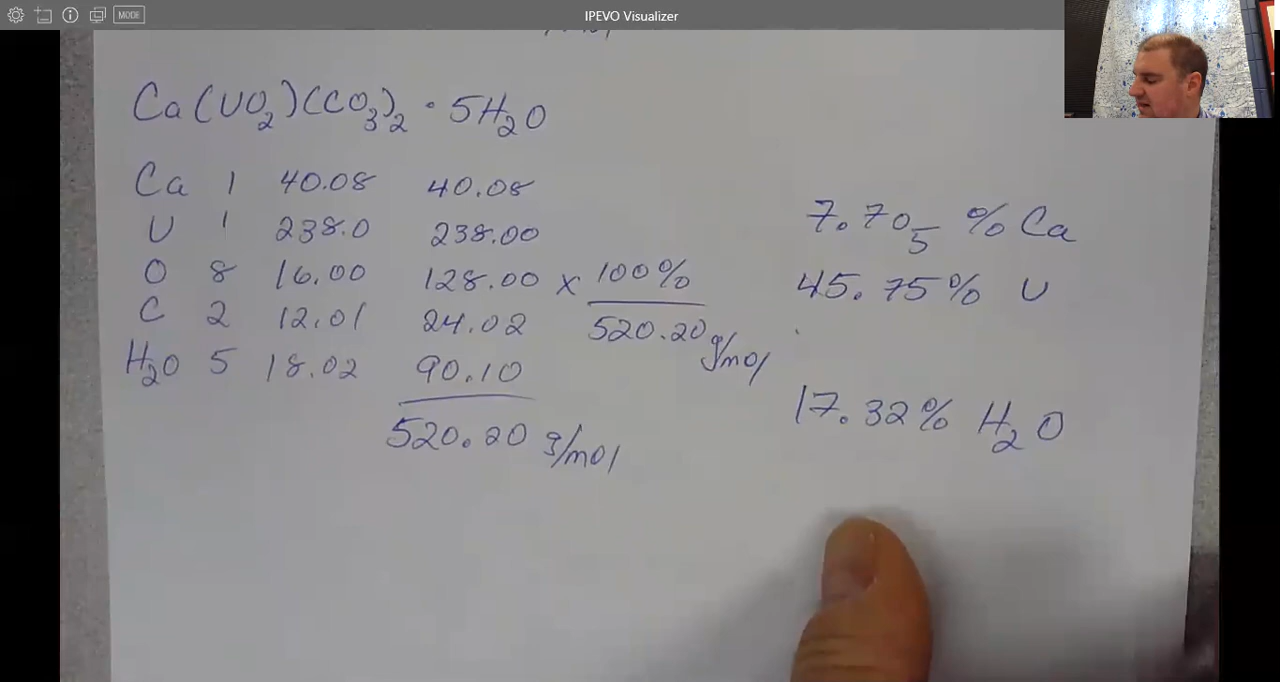 MODE
IPEVO Visualizer
Ca(UO₂)(CO₃)₂ · 5H₂O
Ca 1 40.08 40.08
U 1 238.0 238.00
O 8 16.00 128.00 x 100% / 520.20 g/mol
C 2 12.01 24.02
H₂O 5 18.02 90.10
520.20 g/mol
7.70₅ % Ca
45.75% U
17.32% H₂O